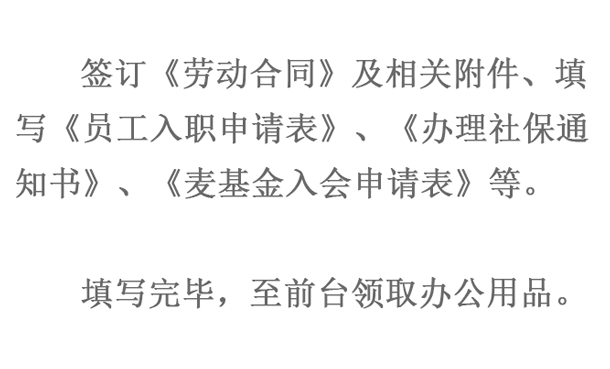 签订《劳动合同》及相关附件、填
写《员工入职申请表》、《办理社保通
知书》、《麦基金入会申请表》等。
填写完毕，至前台领取办公用品。